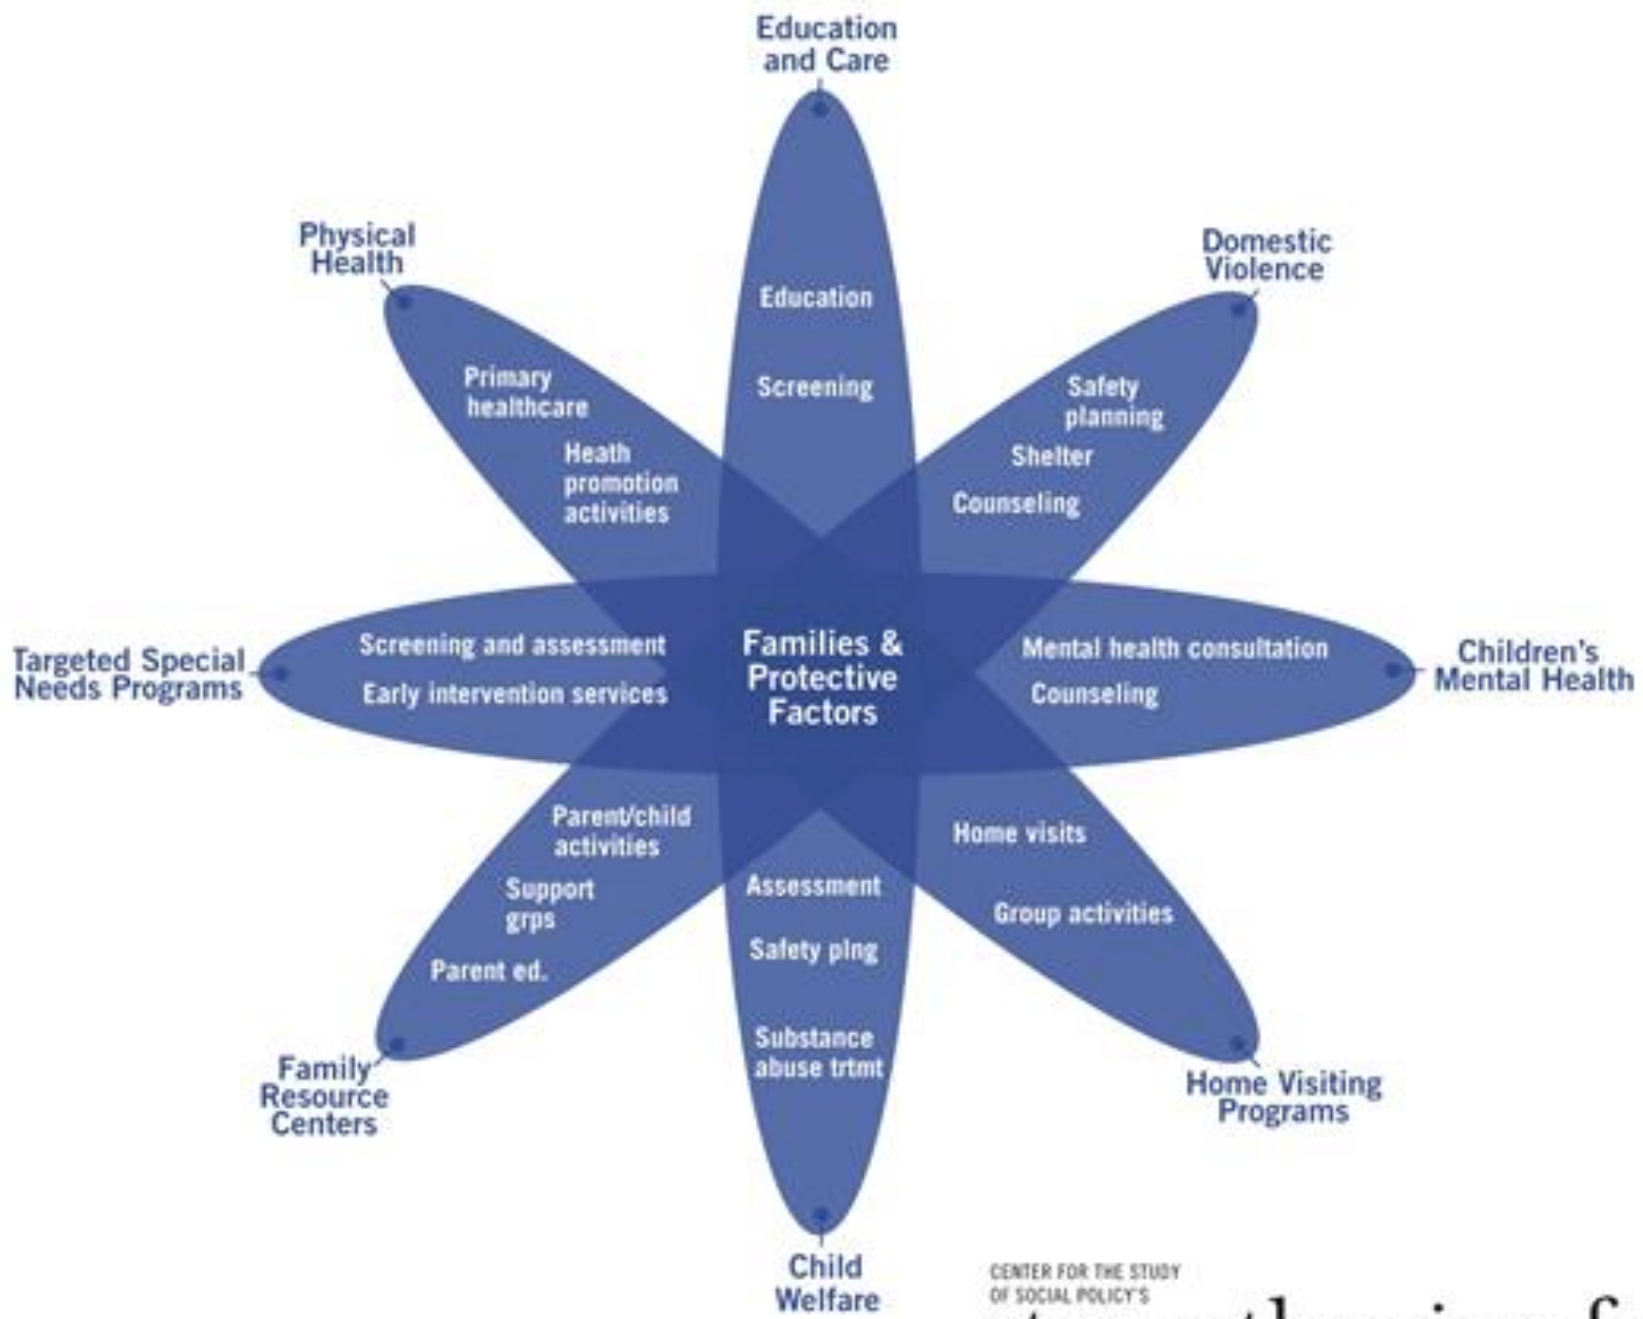 Education
and Care
Physical
Health
Domestic
Violence
Education
Screening
Primary
healthcare
Heath
promotion
activities
Safety
planning
Shelter
Counseling
Targeted Special
Needs Programs
Screening and assessment
Early intervention services
Families &
Protective
Factors
Mental health consultation
Counseling
Children's
Mental Health
Parent/child
activities
Support
grps
Parent ed.
Assessment
Safety plng
Substance
abuse trtmt
Home visits
Group activities
Family
Resource
Centers
Home Visiting
Programs
Child
Welfare
CENTER FOR THE STUDY
OF SOCIAL POLICY'S